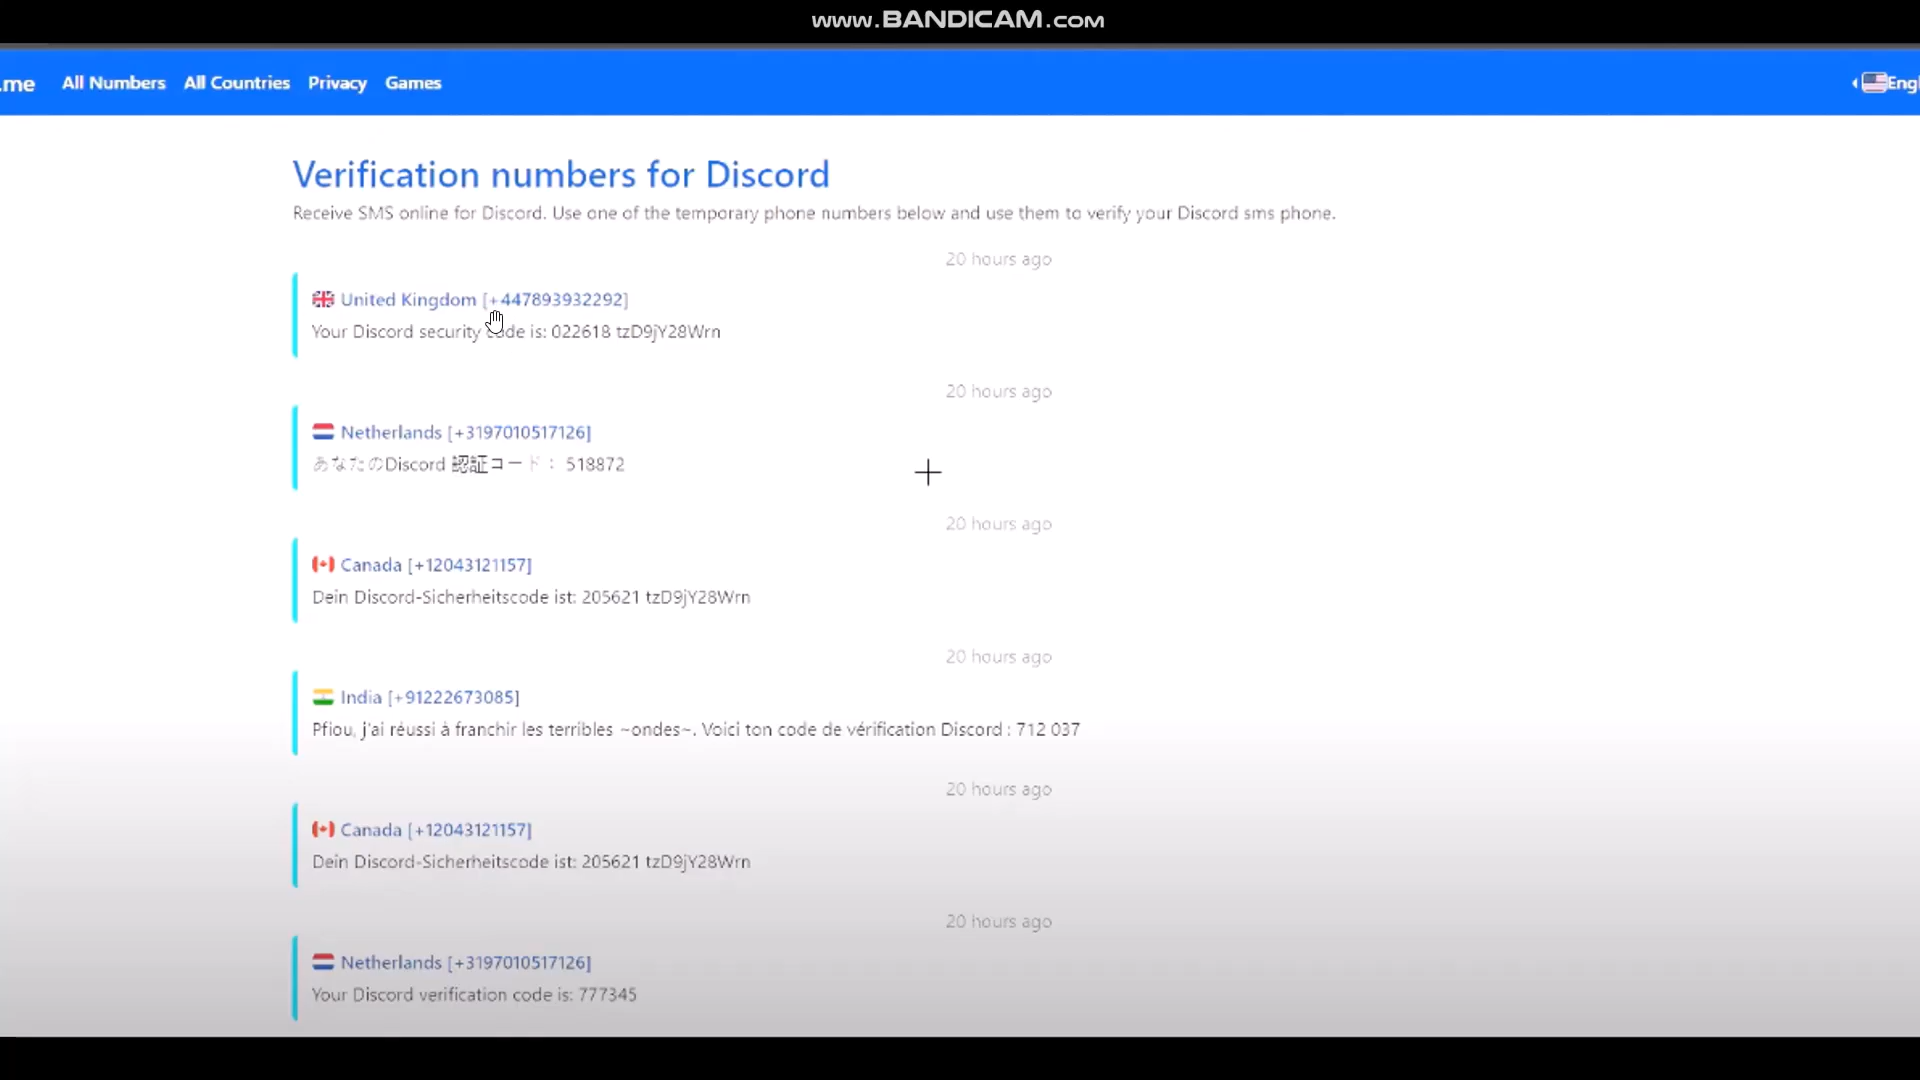 www.BANDICAM.com
.me All Numbers All Countries Privacy Games Engl
Verification numbers for Discord
Receive SMS online for Discord. Use one of the temporary phone numbers below and use them to verify your Discord sms phone.
20 hours ago
United Kingdom [+447893932292]
Your Discord security code is: 022618 tzD9jY28Wrn
20 hours ago
Netherlands [+3197010517126]
あなたのDiscord 認証コード： 518872
20 hours ago
Canada [+12043121157]
Dein Discord-Sicherheitscode ist: 205621 tzD9jY28Wrn
20 hours ago
India [+91222673085]
Pfiou, j'ai réussi à franchir les terribles ~ondes~. Voici ton code de vérification Discord : 712 037
20 hours ago
Canada [+12043121157]
Dein Discord-Sicherheitscode ist: 205621 tzD9jY28Wrn
20 hours ago
Netherlands [+3197010517126]
Your Discord verification code is: 777345